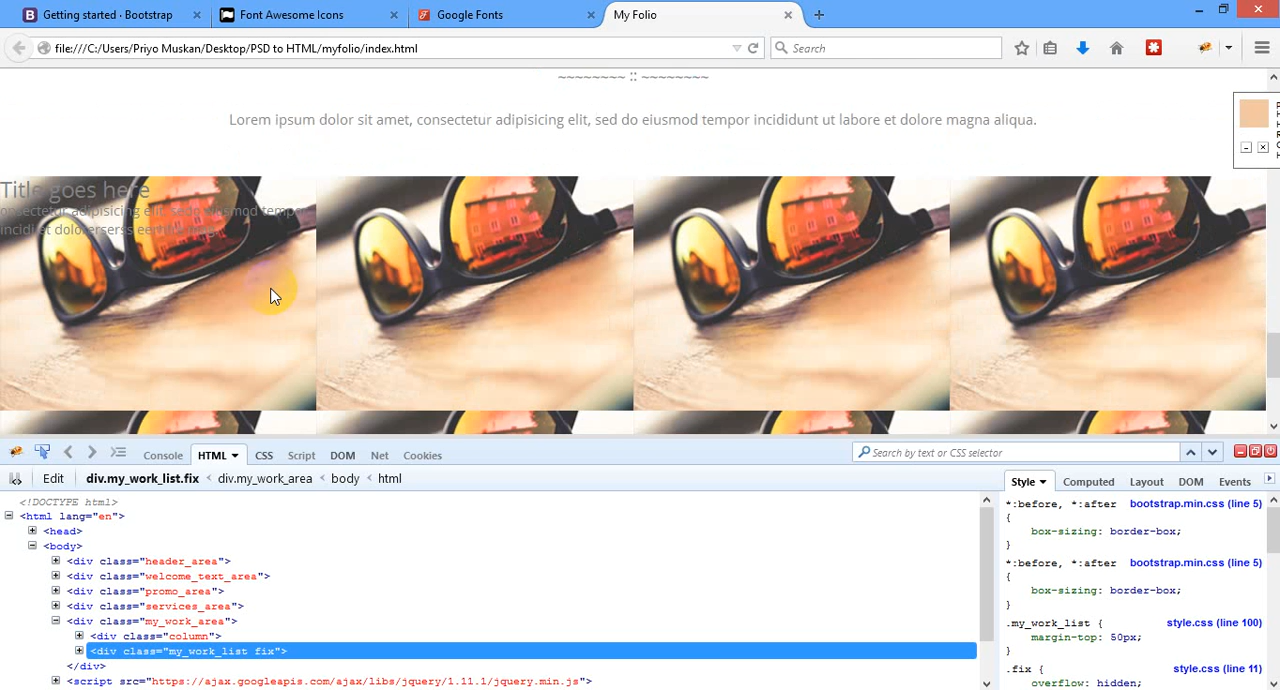 Getting started · Bootstrap
Font Awesome Icons
Google Fonts
My Folio
file:///C:/Users/Priyo Muskan/Desktop/PSD to HTML/myfolio/index.html
Search
~~~~~~~~ :: ~~~~~~~~
Lorem ipsum dolor sit amet, consectetur adipisicing elit, sed do eiusmod tempor incididunt ut labore et dolore magna aliqua.
Title goes here
onsectetur adipisicing elit, sedo eiusmod tempor
Console HTML CSS Script DOM Net Cookies
Search by text or CSS selector
Edit div.my_work_list.fix < div.my_work_area < body < html
Style Computed Layout DOM Events
<!DOCTYPE html>
<html lang="en">
<head>
<body>
<div class="header_area">
<div class="welcome_text_area">
<div class="promo_area">
<div class="services_area">
<div class="my_work_area">
<div class="column">
<div class="my_work_list fix">
</div>
<script src="https://ajax.googleapis.com/ajax/libs/jquery/1.11.1/jquery.min.js">
*:before, *:after bootstrap.min.css (line 5)
{
box-sizing: border-box;
}
*:before, *:after bootstrap.min.css (line 5)
{
box-sizing: border-box;
}
.my_work_list { style.css (line 100)
margin-top: 50px;
}
.fix { style.css (line 11)
overflow: hidden;